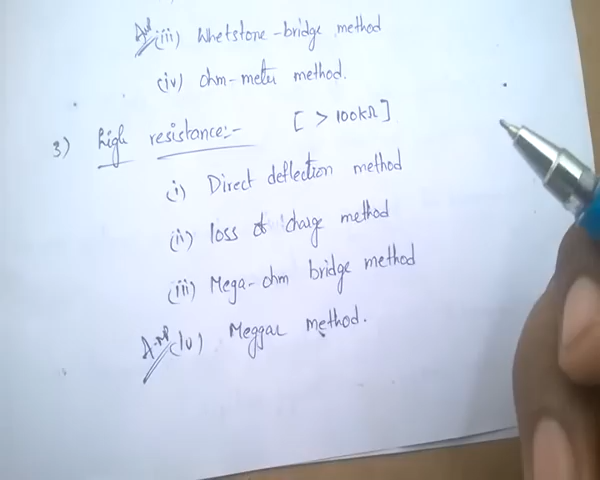 (iii) Whetstone-bridge method
(iv) ohm-meter method.
3) high resistance:- [ > 100kΩ ]
(i) Direct deflection method
(ii) loss of charge method
(iii) Mega-ohm bridge method
(iv) Meggar method.